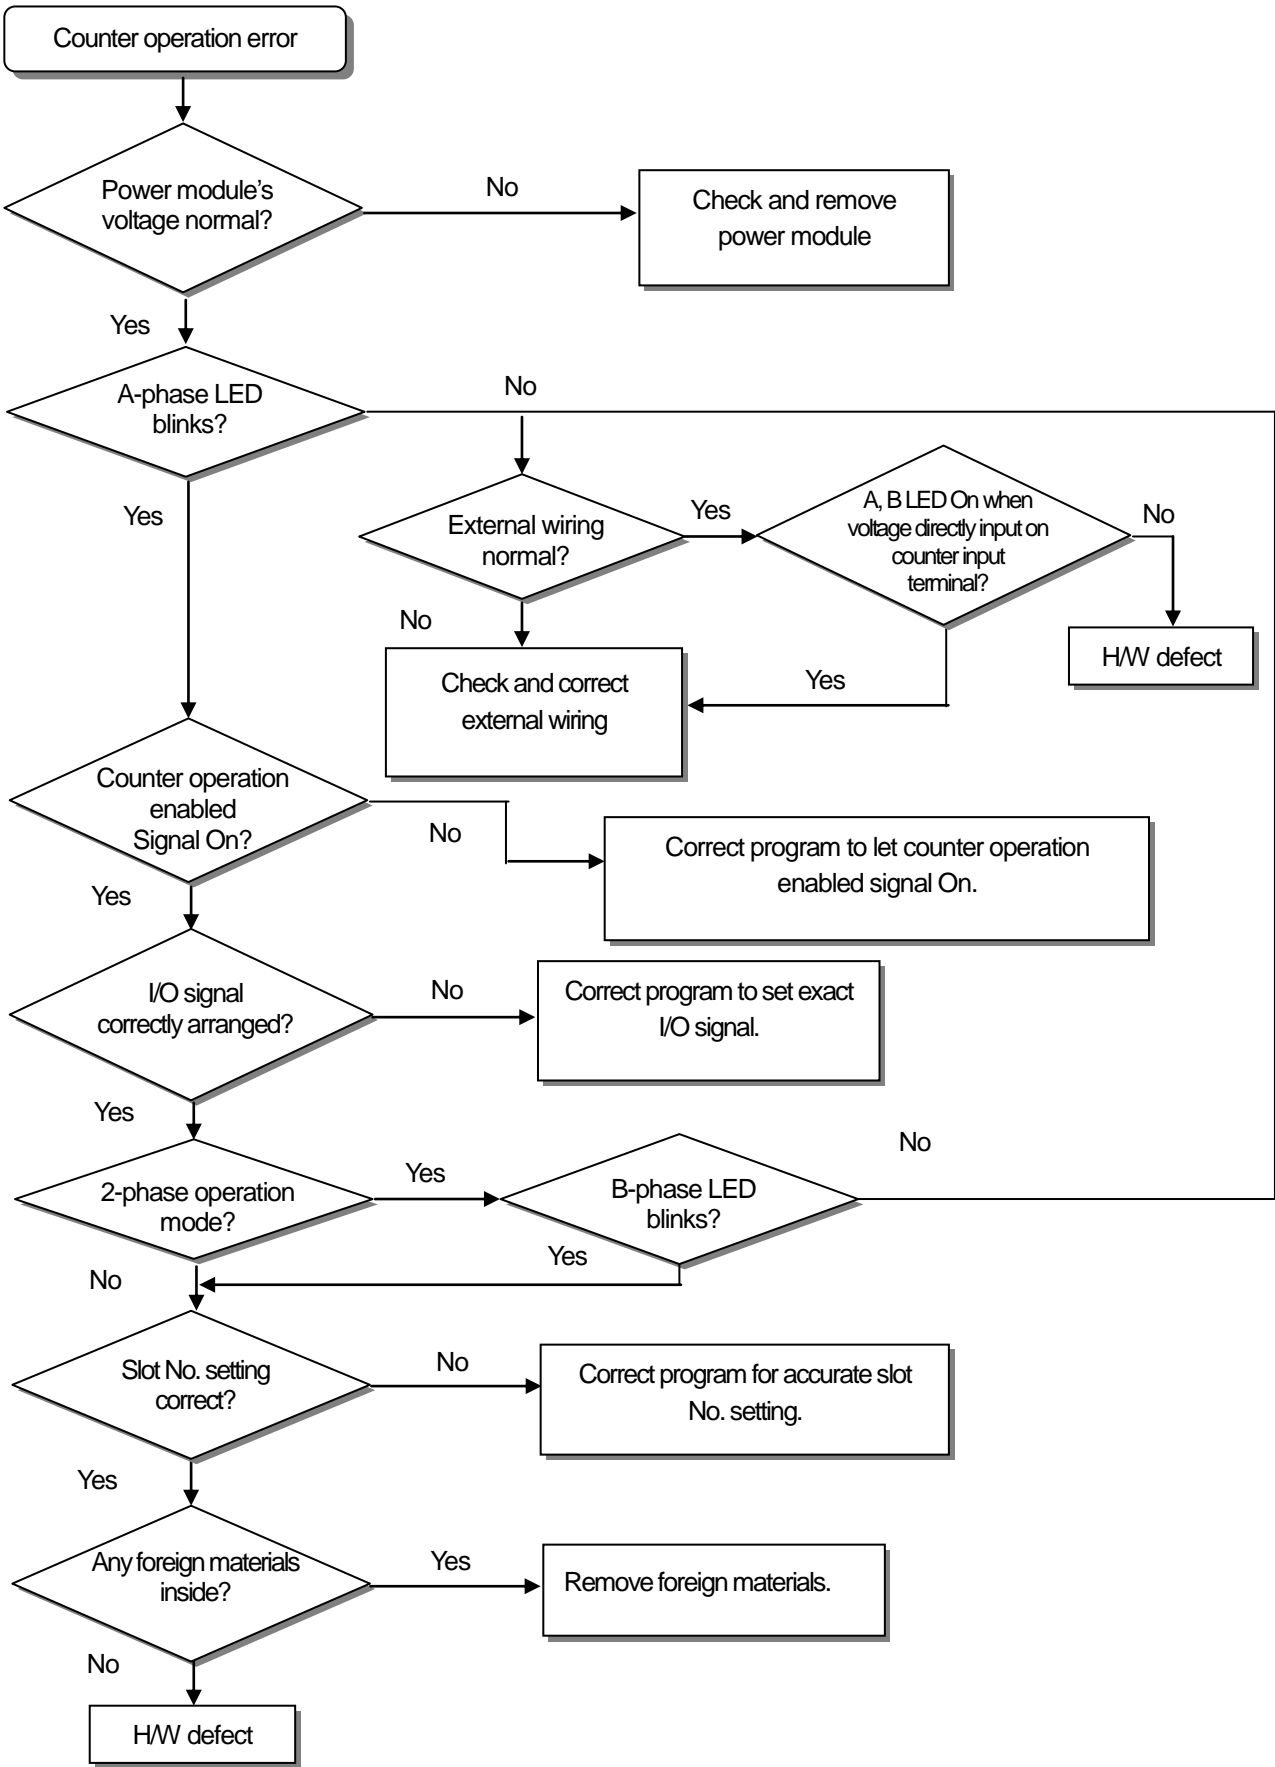 Counter operation error
Power module's
voltage normal?
No
Check and remove
power module
Yes
A-phase LED
blinks?
No
Yes
External wiring
normal?
Yes
A, B LED On when
voltage directly input on
counter input
terminal?
No
H/W defect
No
Check and correct
external wiring
Yes
Counter operation
enabled
Signal On?
No
Correct program to let counter operation
enabled signal On.
Yes
I/O signal
correctly arranged?
No
Correct program to set exact
I/O signal.
Yes
2-phase operation
mode?
Yes
B-phase LED
blinks?
No
Yes
No
Slot No. setting
correct?
No
Correct program for accurate slot
No. setting.
Yes
Any foreign materials
inside?
Yes
Remove foreign materials.
No
H/W defect